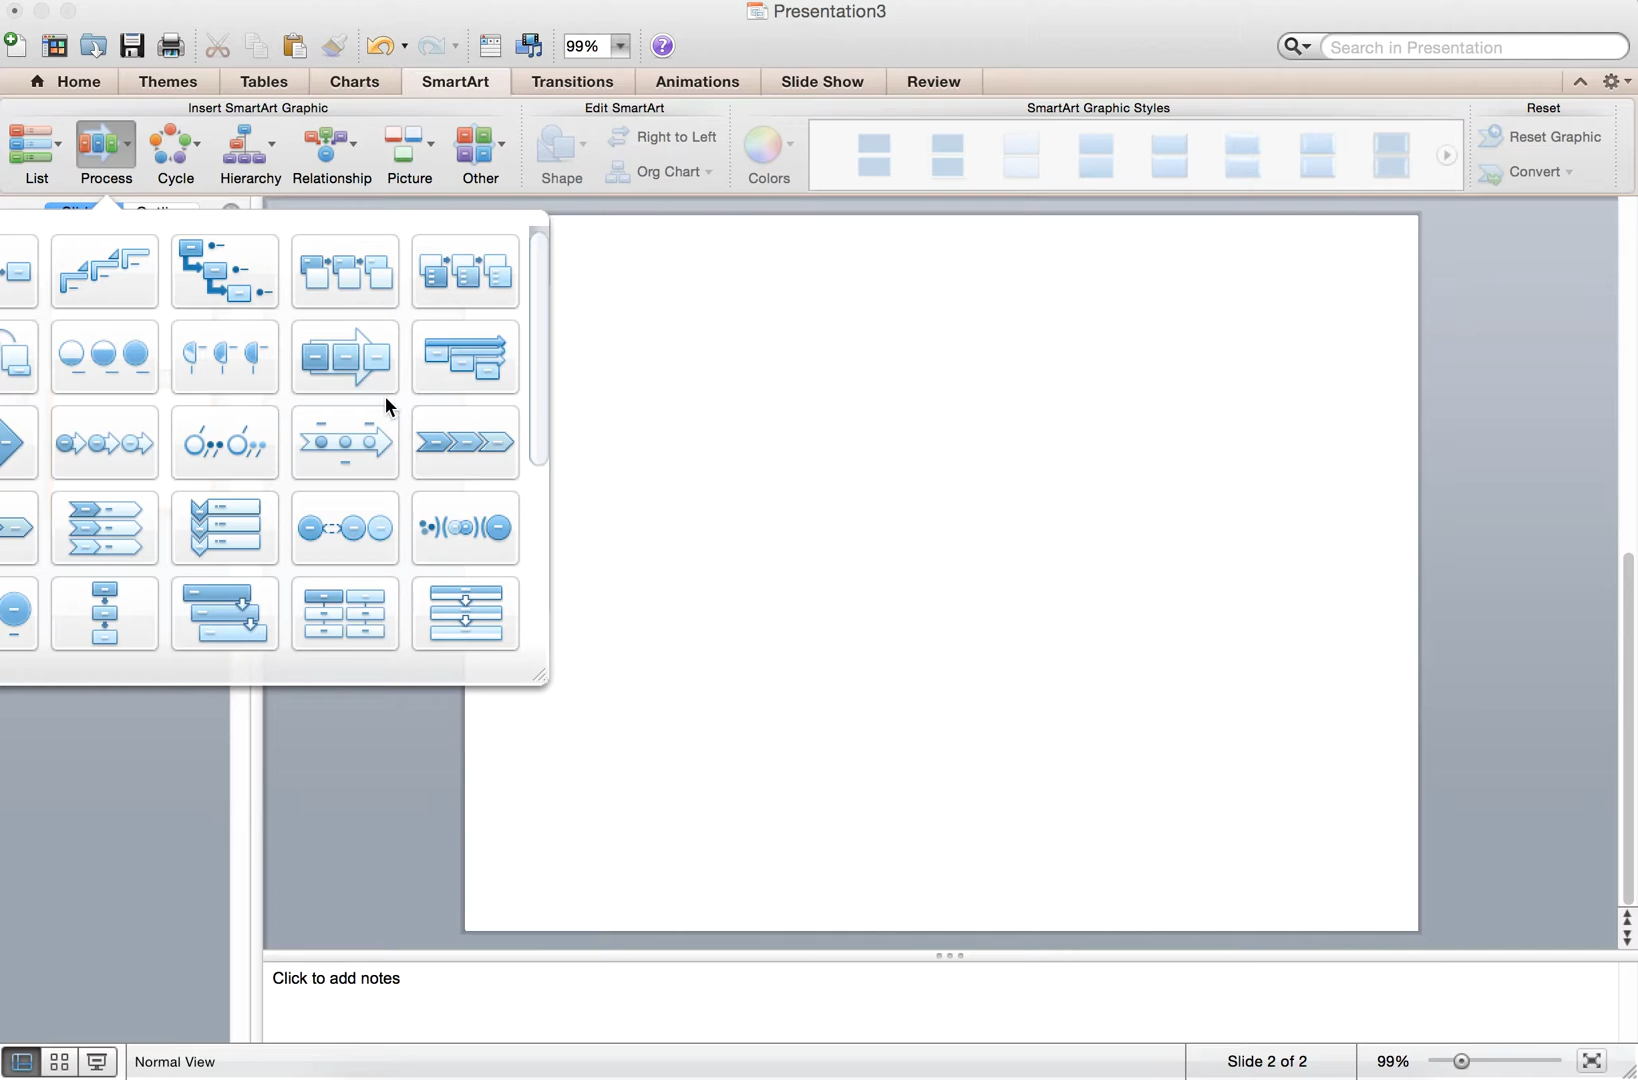 Presentation3
99%
Search in Presentation
Home Themes Tables Charts SmartArt Transitions Animations Slide Show Review
Insert SmartArt Graphic Edit SmartArt SmartArt Graphic Styles Reset
Right to Left Reset Graphic
Org Chart Convert
List Process Cycle Hierarchy Relationship Picture Other Shape Colors
Click to add notes
Normal View Slide 2 of 2 99%